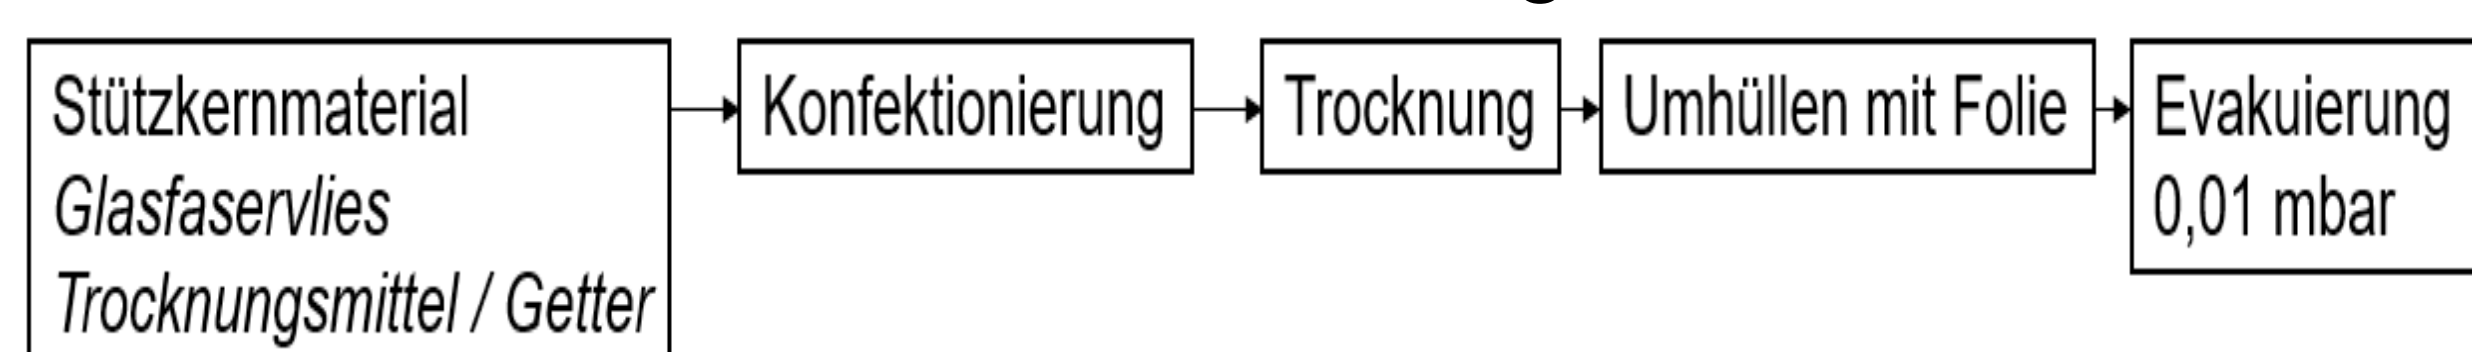 Stützkernmaterial
Glasfaservlies
Trocknungsmittel / Getter
Konfektionierung
Trocknung
Umhüllen mit Folie
Evakuierung
0,01 mbar